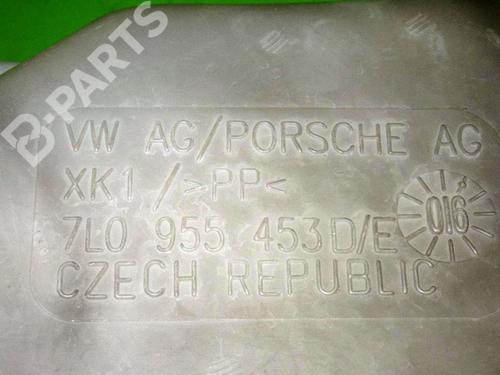 VW AG/PORSCHE AG
XK1 />PP<
7L0 955 453D/E
CZECH REPUBLIC
016
B-PARTS